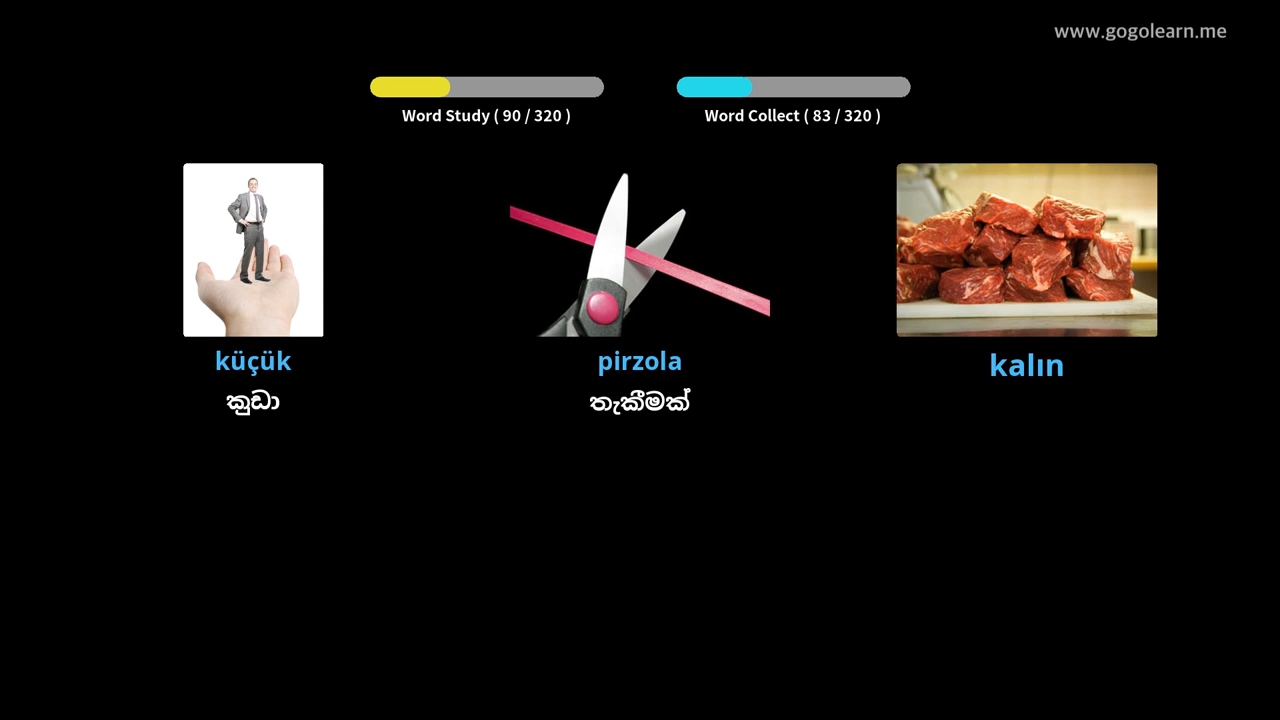 www.gogolearn.me
Word Study ( 90 / 320 )
Word Collect ( 83 / 320 )
küçük
කුඩා
pirzola
තැකීමක්
kalın